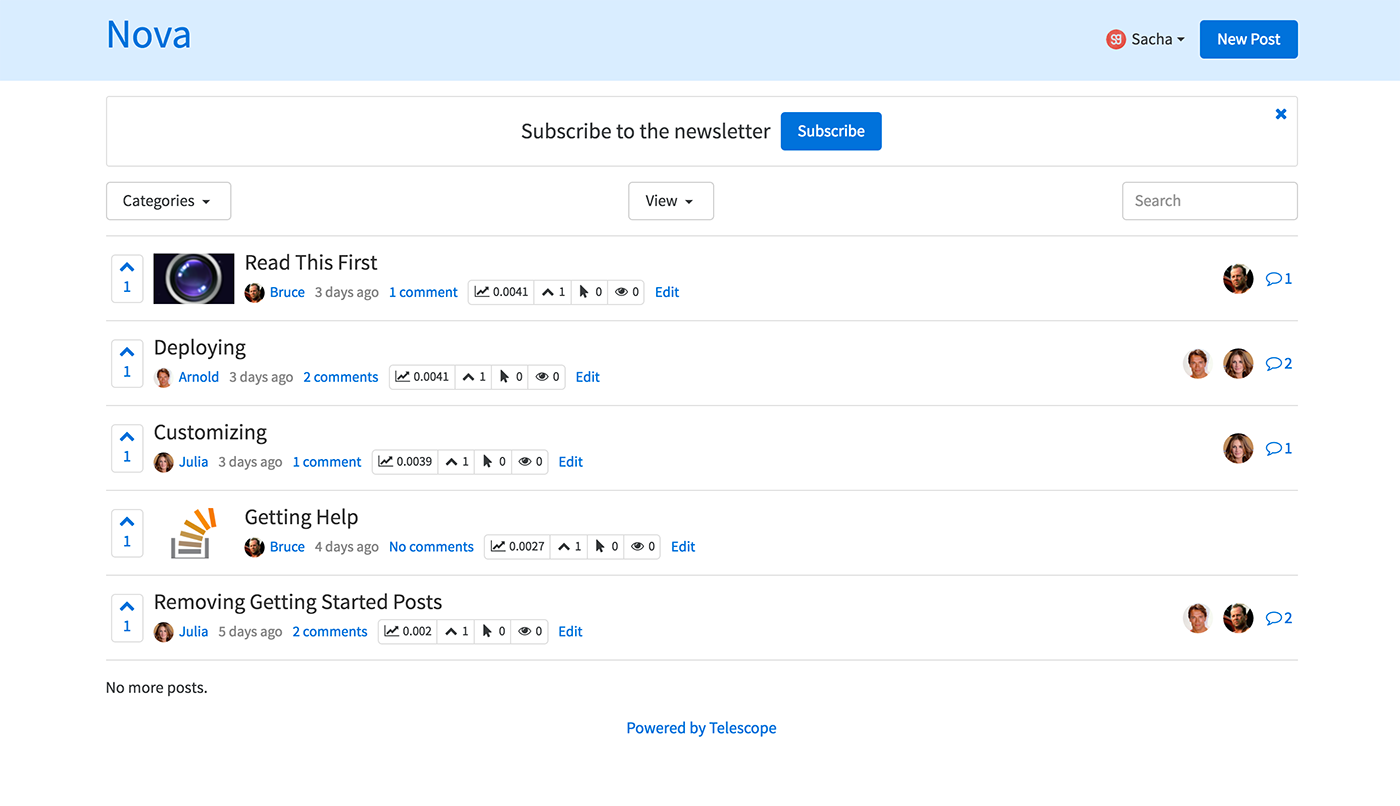 Nova
Sacha
New Post
Subscribe to the newsletter Subscribe
Categories View Search
Read This First
1 Bruce 3 days ago 1 comment 0.0041 1 0 0 Edit 1
Deploying
1 Arnold 3 days ago 2 comments 0.0041 1 0 0 Edit 2
Customizing
1 Julia 3 days ago 1 comment 0.0039 1 0 0 Edit 1
Getting Help
1 Bruce 4 days ago No comments 0.0027 1 0 0 Edit
Removing Getting Started Posts
1 Julia 5 days ago 2 comments 0.002 1 0 0 Edit 2
No more posts.
Powered by Telescope